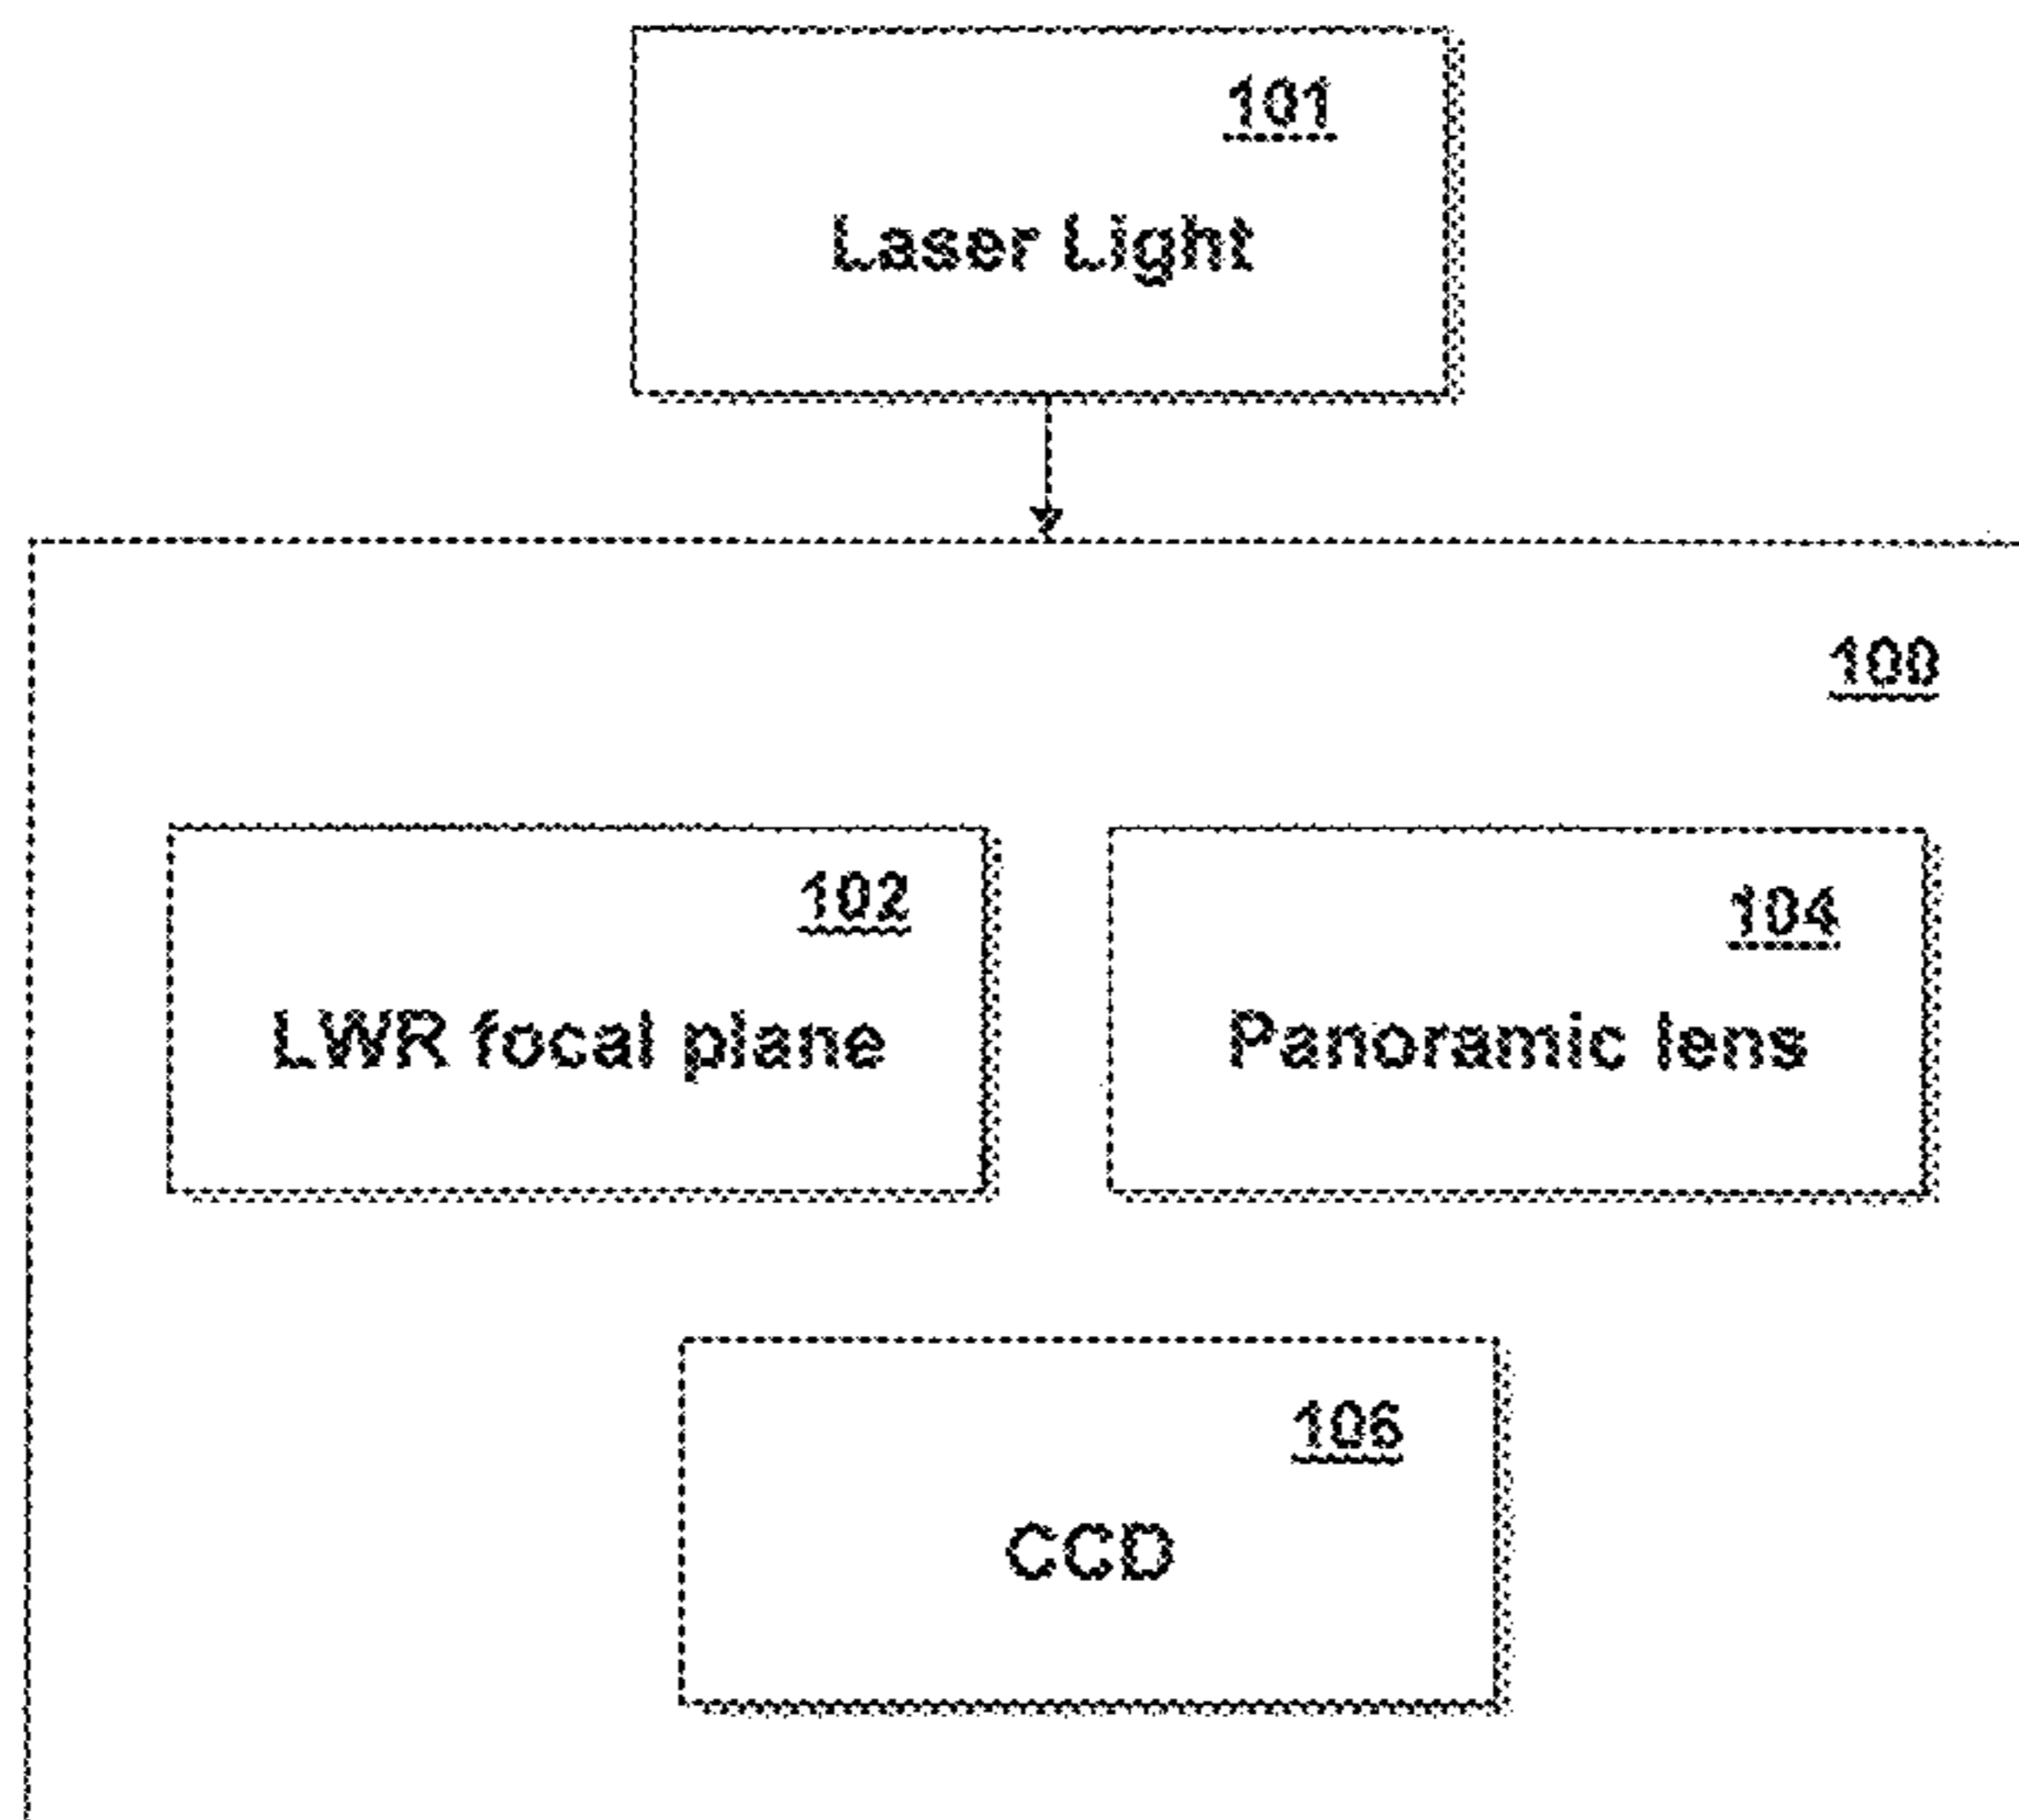 101
Laser Light
100
102
104
LWR focal plane
Panoramic lens
106
CCD